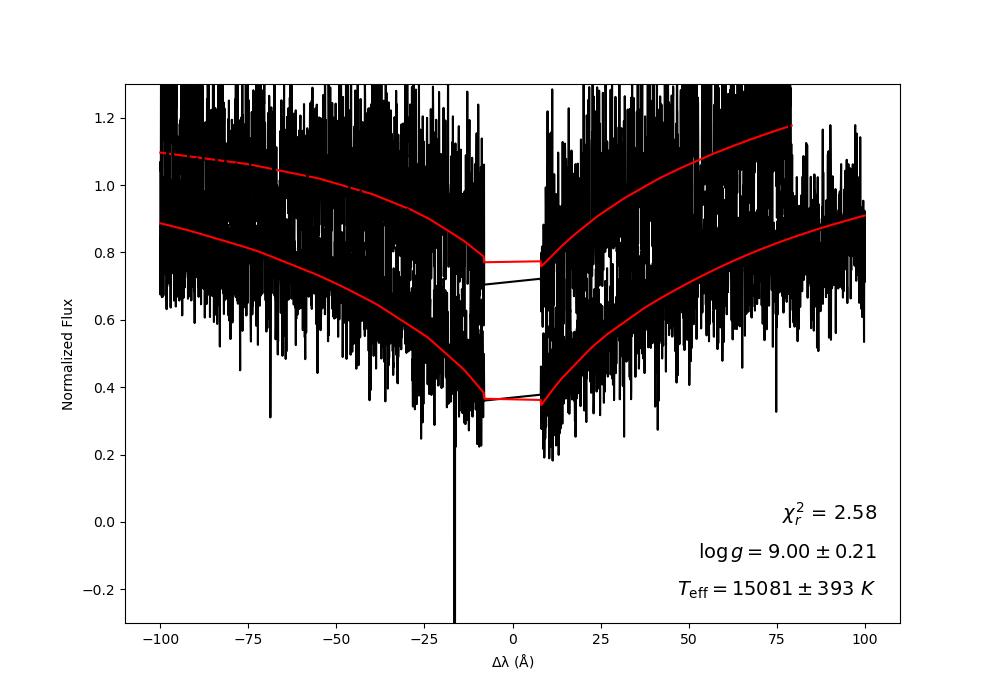 1.2
1.0
0.8
0.6
0.4
0.2
0.0
−0.2
Normalized Flux
χ²ᵣ = 2.58
log g = 9.00 ± 0.21
T_eff = 15081 ± 393 K
−100 −75 −50 −25 0 25 50 75 100
Δλ (Å)